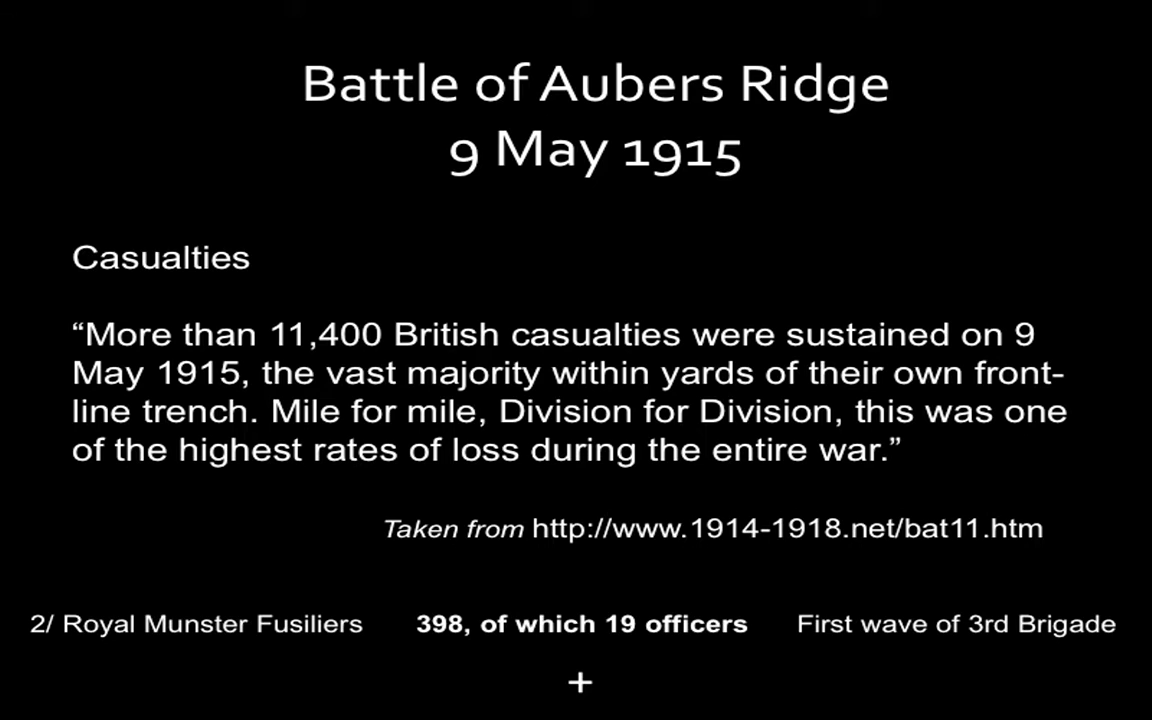 Battle of Aubers Ridge
9 May 1915
Casualties
“More than 11,400 British casualties were sustained on 9
May 1915, the vast majority within yards of their own front-
line trench. Mile for mile, Division for Division, this was one
of the highest rates of loss during the entire war.”
Taken from http://www.1914-1918.net/bat11.htm
2/ Royal Munster Fusiliers 398, of which 19 officers First wave of 3rd Brigade
+